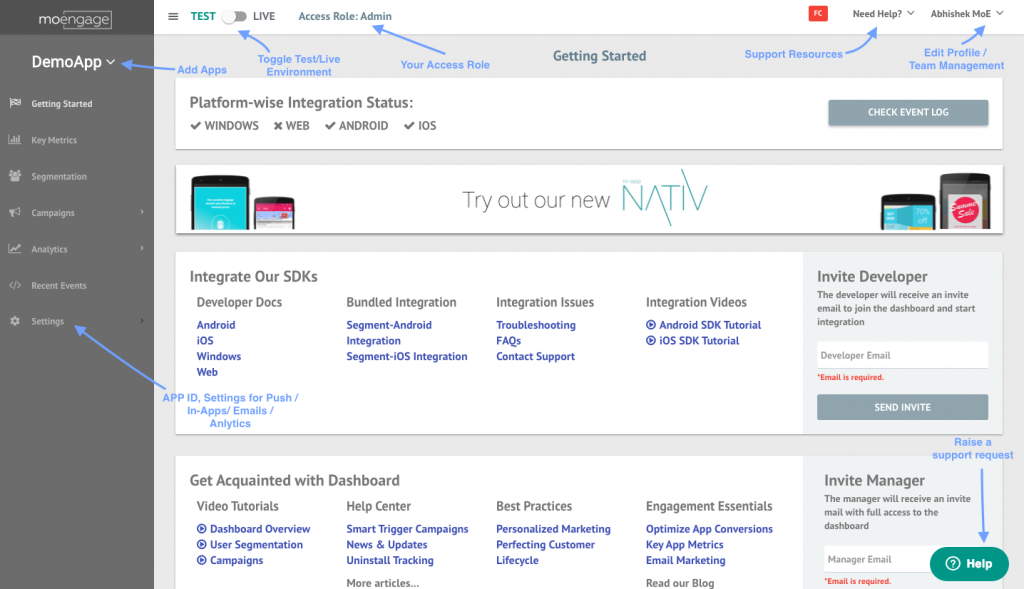 moengage
TEST LIVE Access Role: Admin
FC
Need Help?
Abhishek MoE
DemoApp
Add Apps
Toggle Test/Live
Environment
Your Access Role
Getting Started
Support Resources
Edit Profile /
Team Management
Getting Started
Key Metrics
Segmentation
Campaigns
Analytics
Recent Events
Settings
APP ID, Settings for Push /
In-Apps/ Emails /
Anlytics
Platform-wise Integration Status:
WINDOWS WEB ANDROID IOS
CHECK EVENT LOG
Try out our new in-app NATIV
70%
off
Summer
Sale
Integrate Our SDKs
Developer Docs
Android
iOS
Windows
Web
Bundled Integration
Segment-Android
Integration
Segment-iOS Integration
Integration Issues
Troubleshooting
FAQs
Contact Support
Integration Videos
Android SDK Tutorial
iOS SDK Tutorial
Invite Developer
The developer will receive an invite
email to join the dashboard and start
integration
Developer Email
*Email is required.
SEND INVITE
Raise a
support request
Get Acquainted with Dashboard
Video Tutorials
Dashboard Overview
User Segmentation
Campaigns
Help Center
Smart Trigger Campaigns
News & Updates
Uninstall Tracking
More articles...
Best Practices
Personalized Marketing
Perfecting Customer
Lifecycle
Engagement Essentials
Optimize App Conversions
Key App Metrics
Email Marketing
Read our Blog
Invite Manager
The manager will receive an invite
mail with full access to the
dashboard
Manager Email
*Email is required.
Help